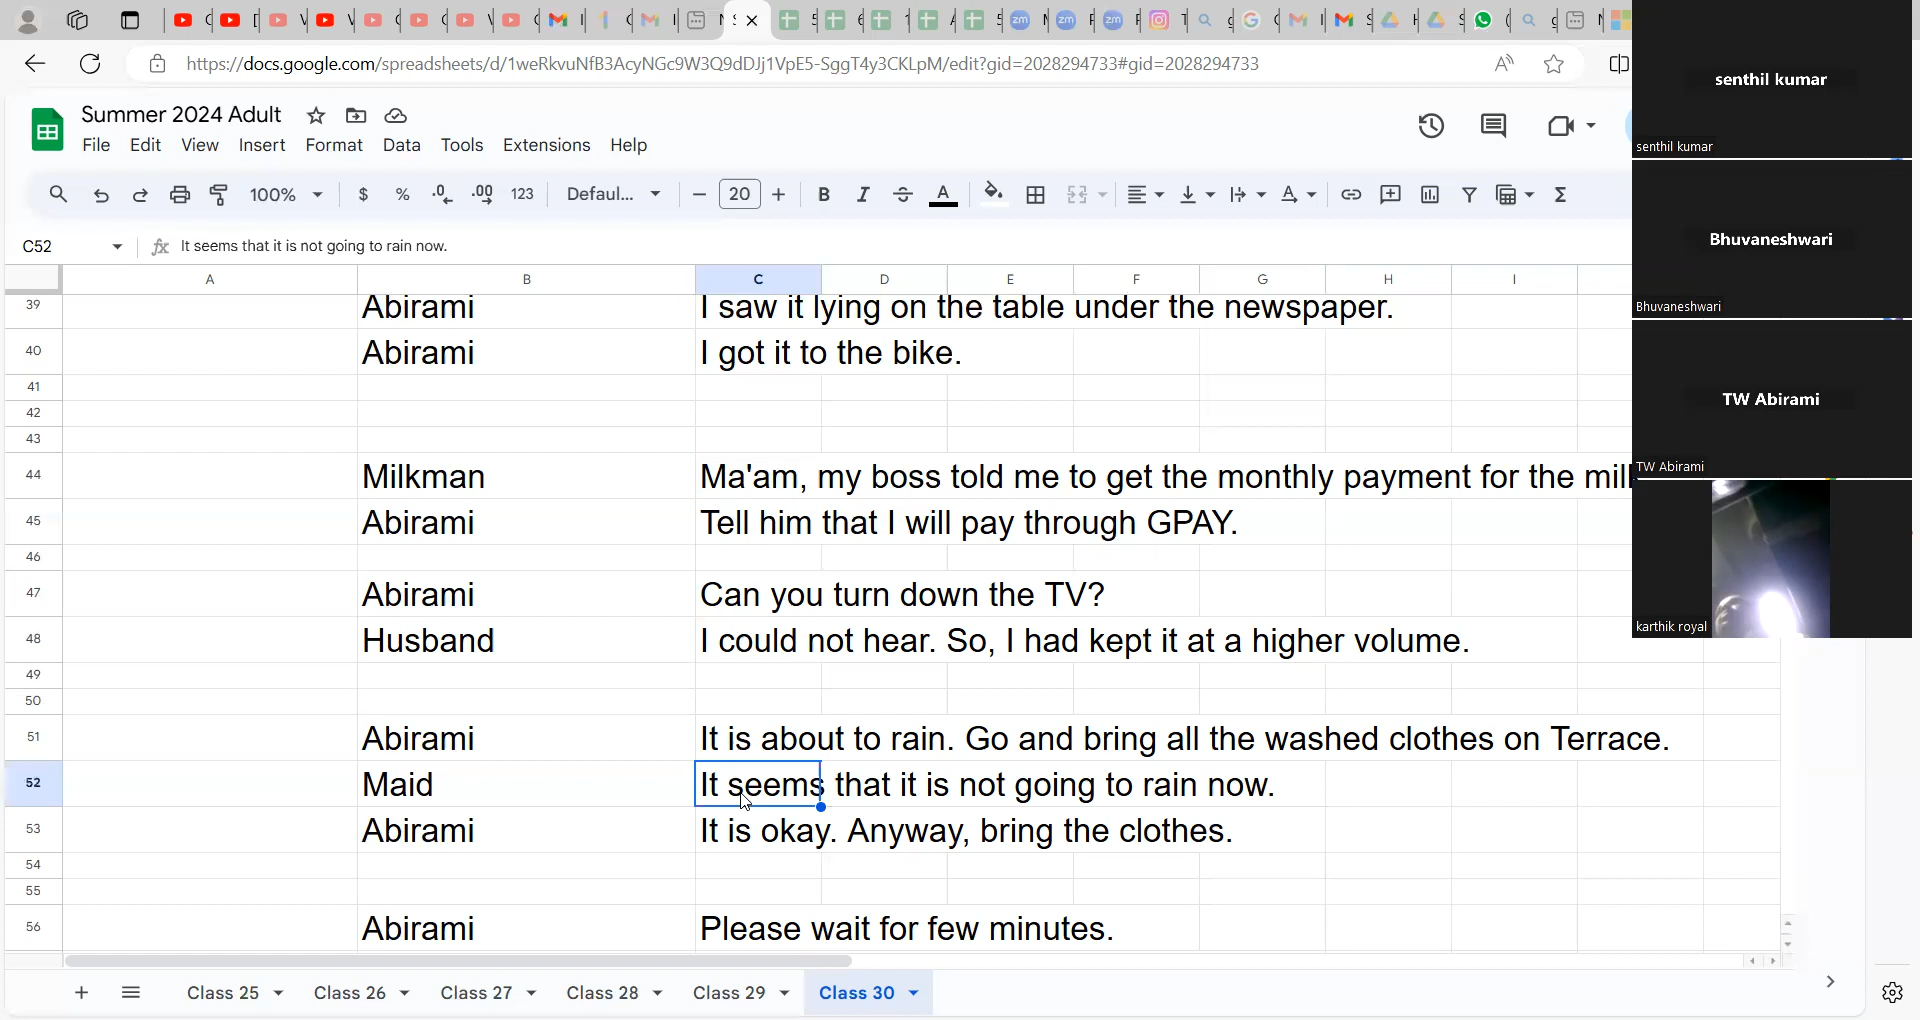 https://docs.google.com/spreadsheets/d/1weRkvuNfB3AcyNGc9W3Q9dDJj1VpE5-SggT4y3CKLpM/edit?gid=2028294733#gid=2028294733
Summer 2024 Adult
File Edit View Insert Format Data Tools Extensions Help
100% $ % .0 .00 123 Defaul... 20 B I S A
C52 fx It seems that it is not going to rain now.
A B C D E F G H I
39 Abirami I saw it lying on the table under the newspaper.
40 Abirami I got it to the bike.
41
42
43
44 Milkman Ma'am, my boss told me to get the monthly payment for the
45 Abirami Tell him that I will pay through GPAY.
46
47 Abirami Can you turn down the TV?
48 Husband I could not hear. So, I had kept it at a higher volume.
49
50
51 Abirami It is about to rain. Go and bring all the washed clothes on Terrace.
52 Maid It seems that it is not going to rain now.
53 Abirami It is okay. Anyway, bring the clothes.
54
55
56 Abirami Please wait for few minutes.
Class 25 Class 26 Class 27 Class 28 Class 29 Class 30
senthil kumar
senthil kumar
Bhuvaneshwari
Bhuvaneshwari
TW Abirami
TW Abirami
karthik royal